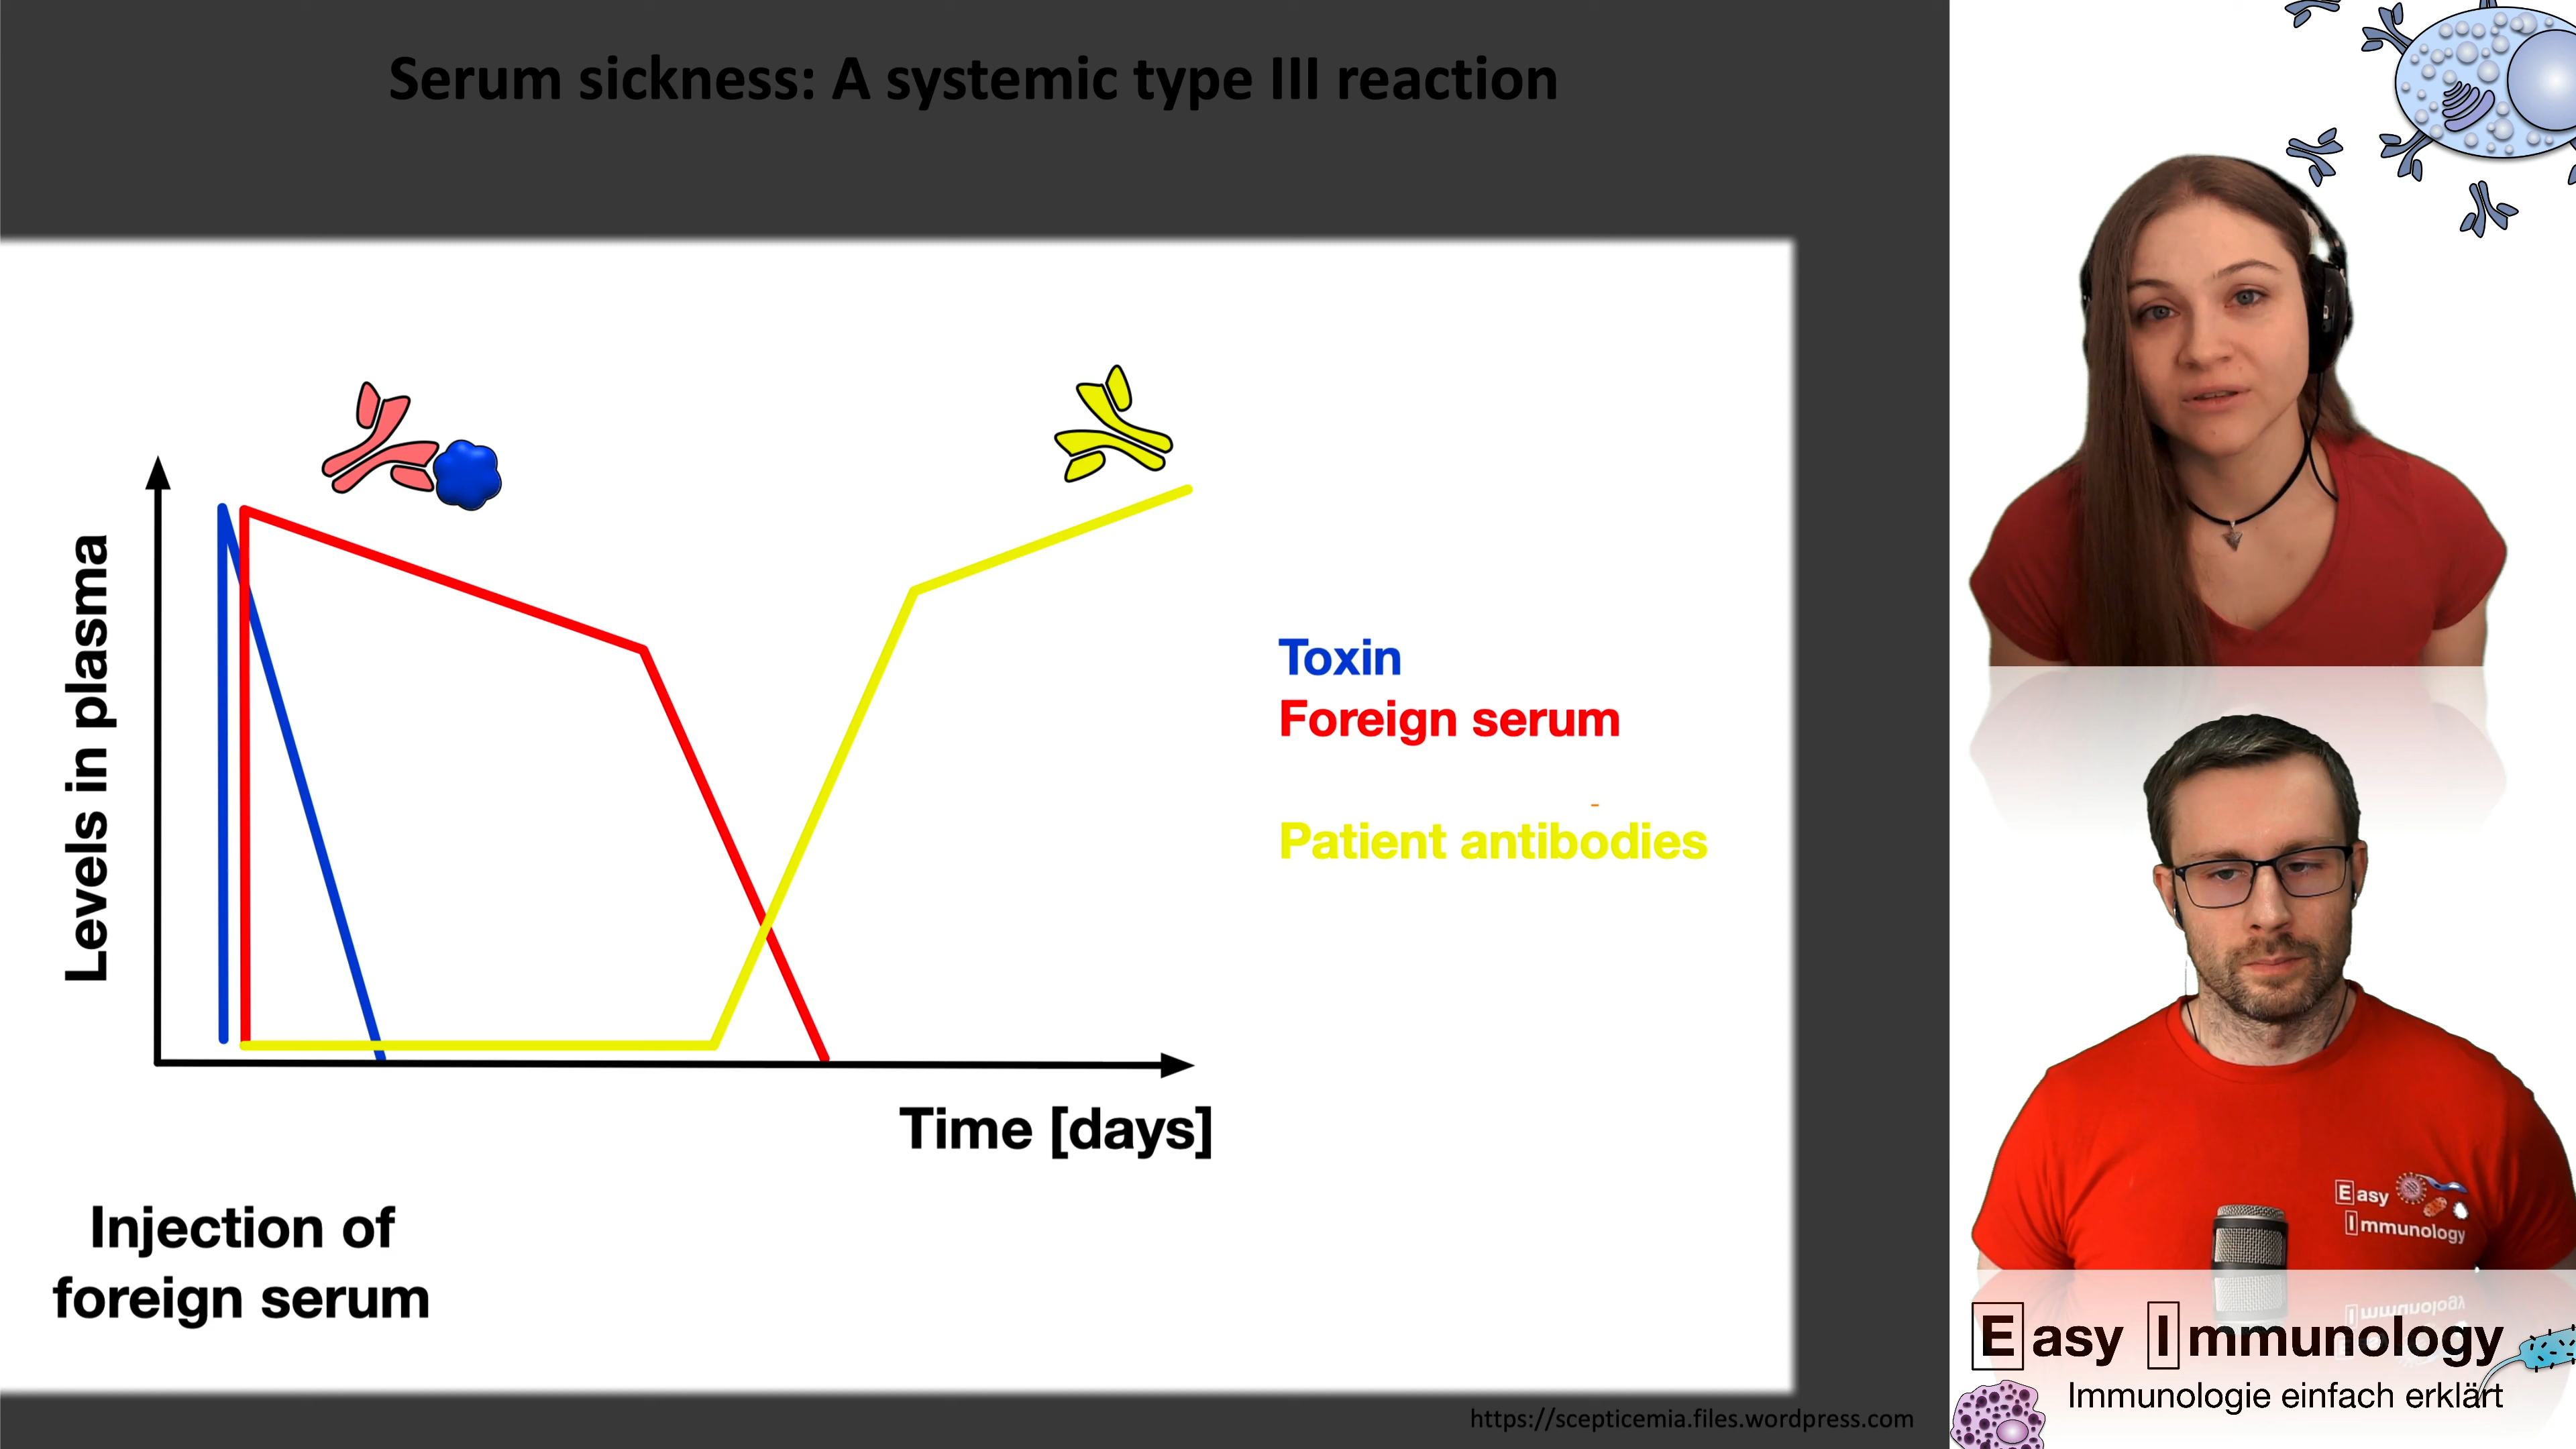 Serum sickness: A systemic type III reaction
Levels in plasma
Toxin
Foreign serum
Patient antibodies
Time [days]
Injection of
foreign serum
https://scepticemia.files.wordpress.com
Easy
Immunology
Easy Immunology
Immunologie einfach erklärt